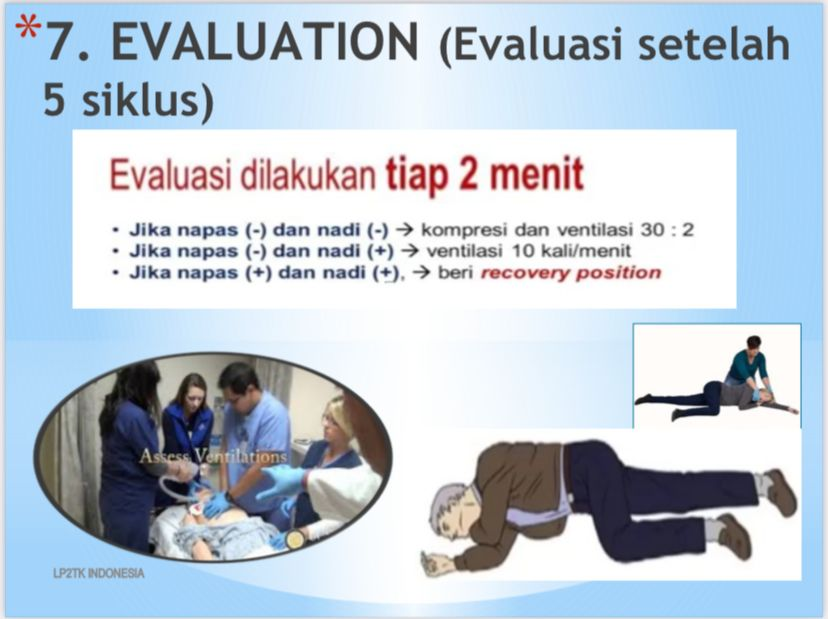 *7. EVALUATION (Evaluasi setelah
5 siklus)
Evaluasi dilakukan tiap 2 menit
• Jika napas (-) dan nadi (-) → kompresi dan ventilasi 30 : 2
• Jika napas (-) dan nadi (+) → ventilasi 10 kali/menit
• Jika napas (+) dan nadi (+), → beri recovery position
Assess Ventilations
LP2TK INDONESIA